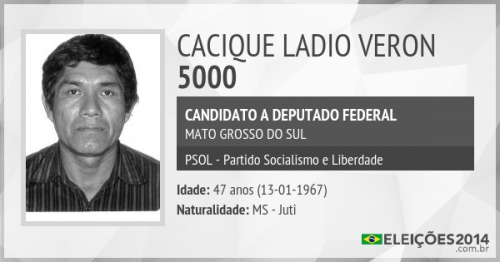 CACIQUE LADIO VERON
5000
CANDIDATO A DEPUTADO FEDERAL
MATO GROSSO DO SUL
PSOL - Partido Socialismo e Liberdade
Idade: 47 anos (13-01-1967)
Naturalidade: MS - Juti
ELEIÇÕES2014
.com.br